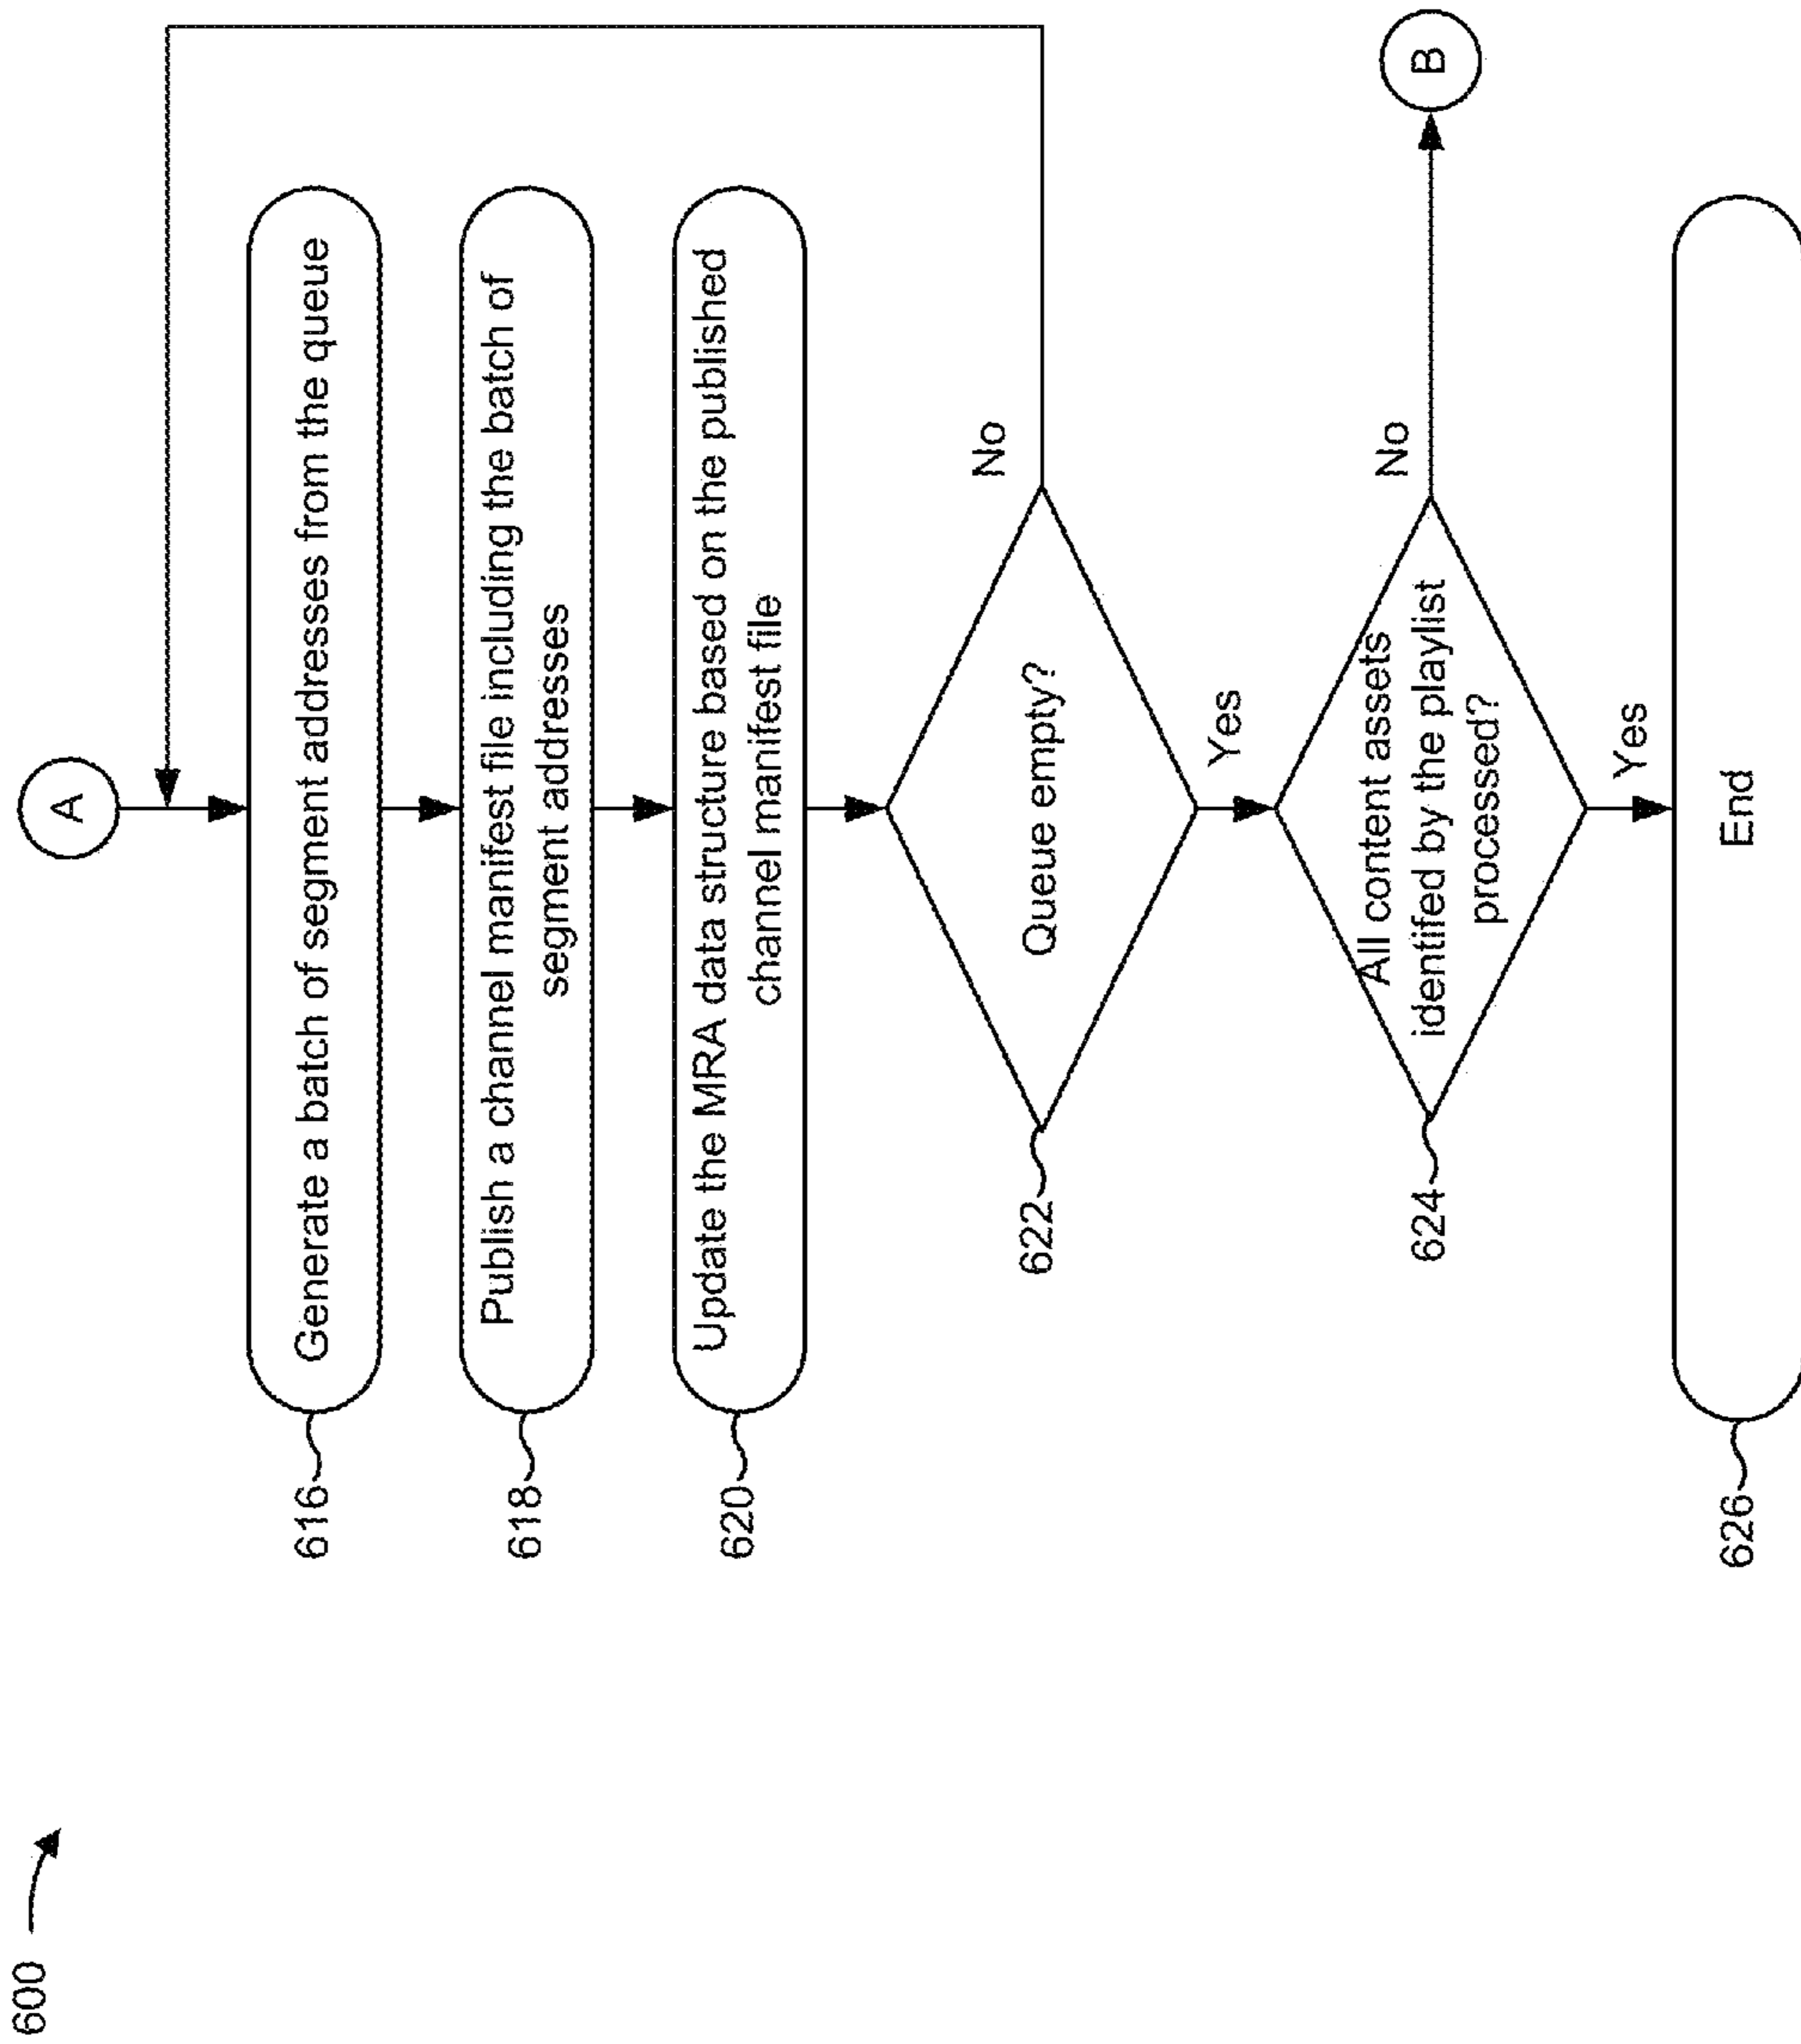 600
A
616
Generate a batch of segment addresses from the queue
618
Publish a channel manifest file including the batch of
segment addresses
620
Update the MRA data structure based on the published
channel manifest file
622
Queue empty?
No
Yes
624
All content assets
identifed by the playlist
processed?
No
B
Yes
626
End